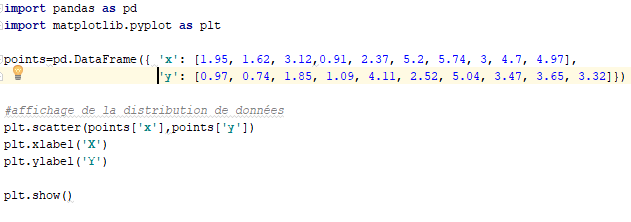 import pandas as pd
import matplotlib.pyplot as plt
points=pd.DataFrame({ 'x': [1.95, 1.62, 3.12,0.91, 2.37, 5.2, 5.74, 3, 4.7, 4.97],
'y': [0.97, 0.74, 1.85, 1.09, 4.11, 2.52, 5.04, 3.47, 3.65, 3.32]})
#affichage de la distribution de données
plt.scatter(points['x'],points['y'])
plt.xlabel('X')
plt.ylabel('Y')
plt.show()